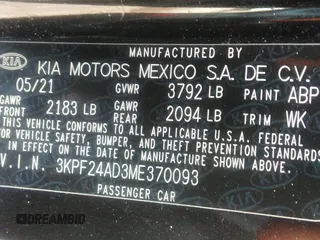 MANUFACTURED BY
KIA KIA MOTORS MEXICO S.A. DE C.V.
05/21 GVWR 3792 LB PAINT ABP
GAWR FRONT 2183 LB GAWR REAR 2094 LB TRIM WK
THIS VEHICLE CONFORMS TO ALL APPLICABLE U.S.A. FEDERAL
MOTOR VEHICLE SAFETY, BUMPER, AND THEFT PREVENTION STANDARDS
IN EFFECT ON THE DATE OF MANUFACTURE SHOWN ABOVE.
V.I.N. 3KPF24AD3ME370093
PASSENGER CAR
DREAMBID